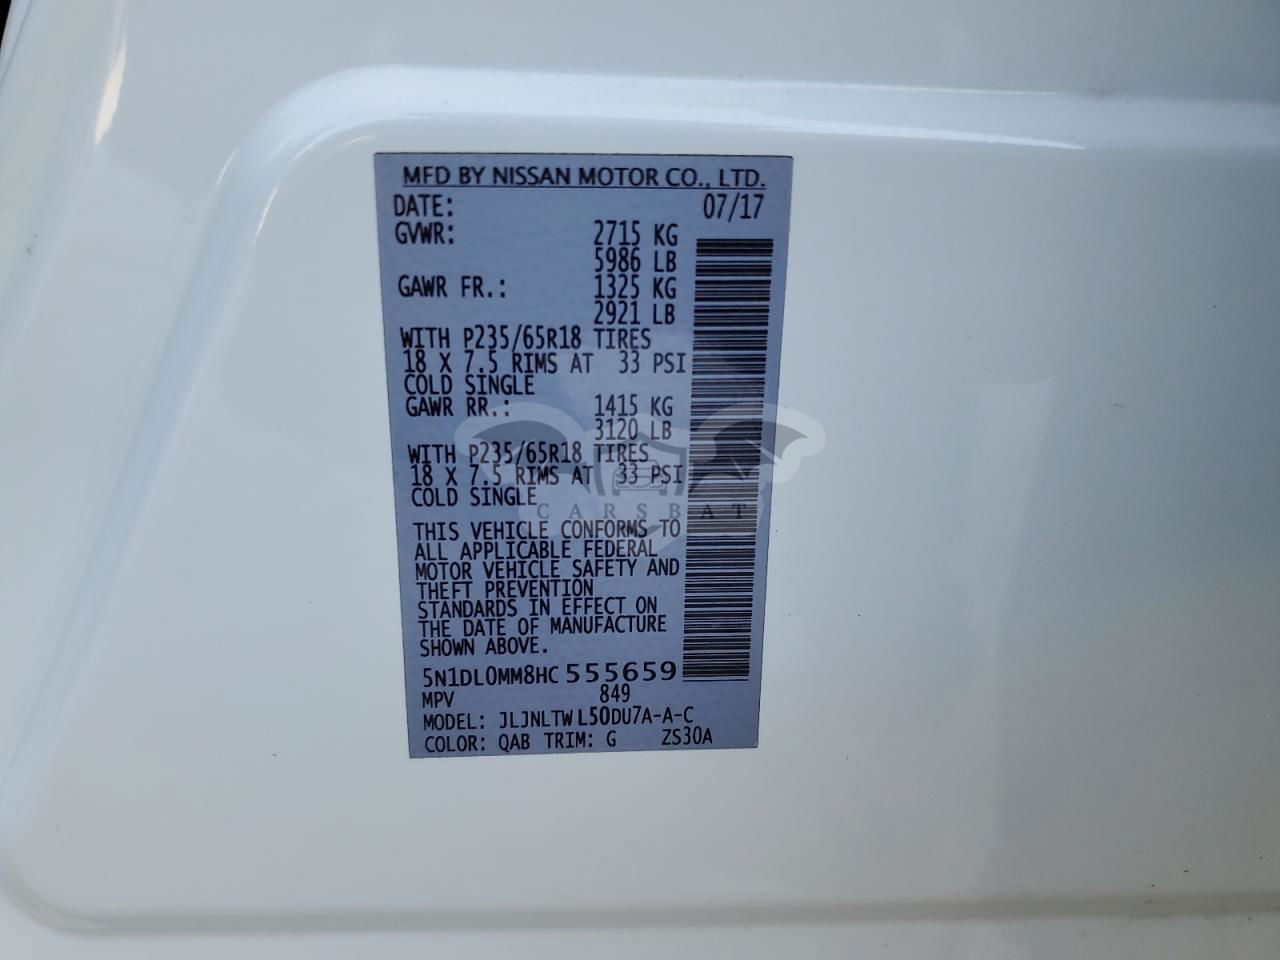 MFD BY NISSAN MOTOR CO., LTD.
DATE: 07/17
GVWR: 2715 KG
5986 LB
GAWR FR.: 1325 KG
2921 LB
WITH P235/65R18 TIRES
18 X 7.5 RIMS AT 33 PSI
COLD SINGLE
GAWR RR.: 1415 KG
3120 LB
WITH P235/65R18 TIRES
18 X 7.5 RIMS AT 33 PSI
COLD SINGLE
CARSBAT
THIS VEHICLE CONFORMS TO
ALL APPLICABLE FEDERAL
MOTOR VEHICLE SAFETY AND
THEFT PREVENTION
STANDARDS IN EFFECT ON
THE DATE OF MANUFACTURE
SHOWN ABOVE.
5N1DL0MM8HC555659
MPV 849
MODEL: JLJNLTWL50DU7A-A-C
COLOR: QAB TRIM: G ZS30A